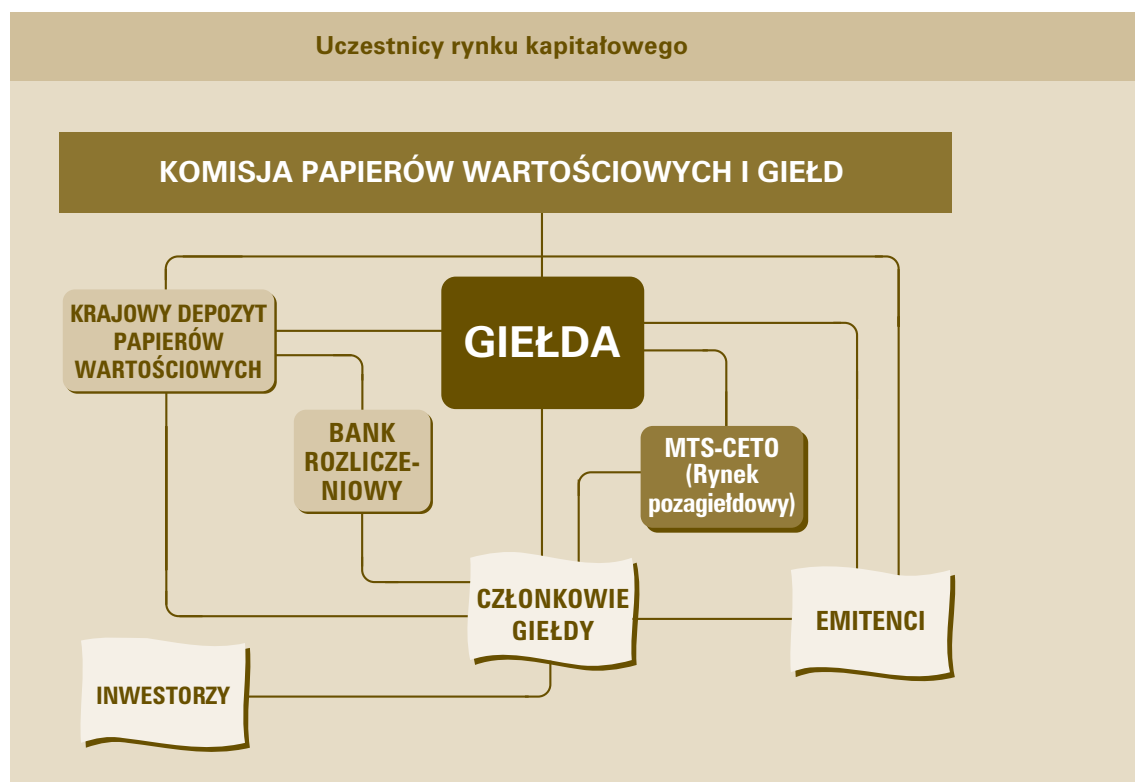 Uczestnicy rynku kapitałowego
KOMISJA PAPIERÓW WARTOŚCIOWYCH I GIEŁD
KRAJOWY DEPOZYT
PAPIERÓW
WARTOŚCIOWYCH
GIEŁDA
BANK
ROZLICZE-
NIOWY
MTS-CETO
(Rynek
pozagiełdowy)
CZŁONKOWIE
GIEŁDY
EMITENCI
INWESTORZY